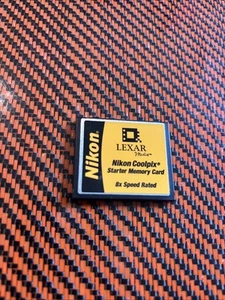 Nikon
LEXAR
Media
Nikon Coolpix®
Starter Memory Card
8x Speed Rated